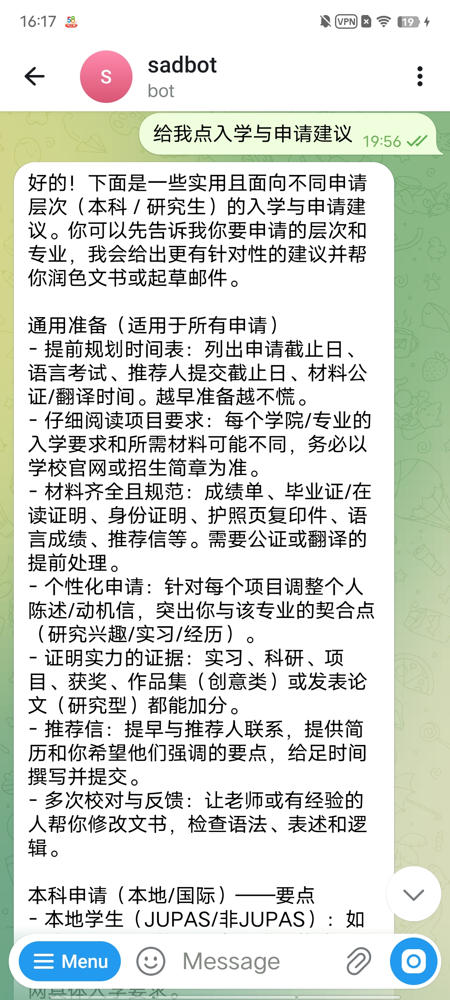 16:17
58
VPN
19
S
sadbot
bot
给我点入学与申请建议
19:56
好的！下面是一些实用且面向不同申请
层次（本科 / 研究生）的入学与申请建
议。你可以先告诉我你要申请的层次和
专业，我会给出更有针对性的建议并帮
你润色文书或起草邮件。
通用准备（适用于所有申请）
- 提前规划时间表：列出申请截止日、
语言考试、推荐人提交截止日、材料公
证/翻译时间。越早准备越不慌。
- 仔细阅读项目要求：每个学院/专业的
入学要求和所需材料可能不同，务必以
学校官网或招生简章为准。
- 材料齐全且规范：成绩单、毕业证/在
读证明、身份证明、护照页复印件、语
言成绩、推荐信等。需要公证或翻译的
提前处理。
- 个性化申请：针对每个项目调整个人
陈述/动机信，突出你与该专业的契合点
（研究兴趣/实习/经历）。
- 证明实力的证据：实习、科研、项
目、获奖、作品集（创意类）或发表论
文（研究型）都能加分。
- 推荐信：提早与推荐人联系，提供简
历和你希望他们强调的要点，给足时间
撰写并提交。
- 多次校对与反馈：让老师或有经验的
人帮你修改文书，检查语法、表述和逻
辑。
本科申请（本地/国际）——要点
- 本地学生（JUPAS/非JUPAS）：如
Menu
Message
网具体入学要求。